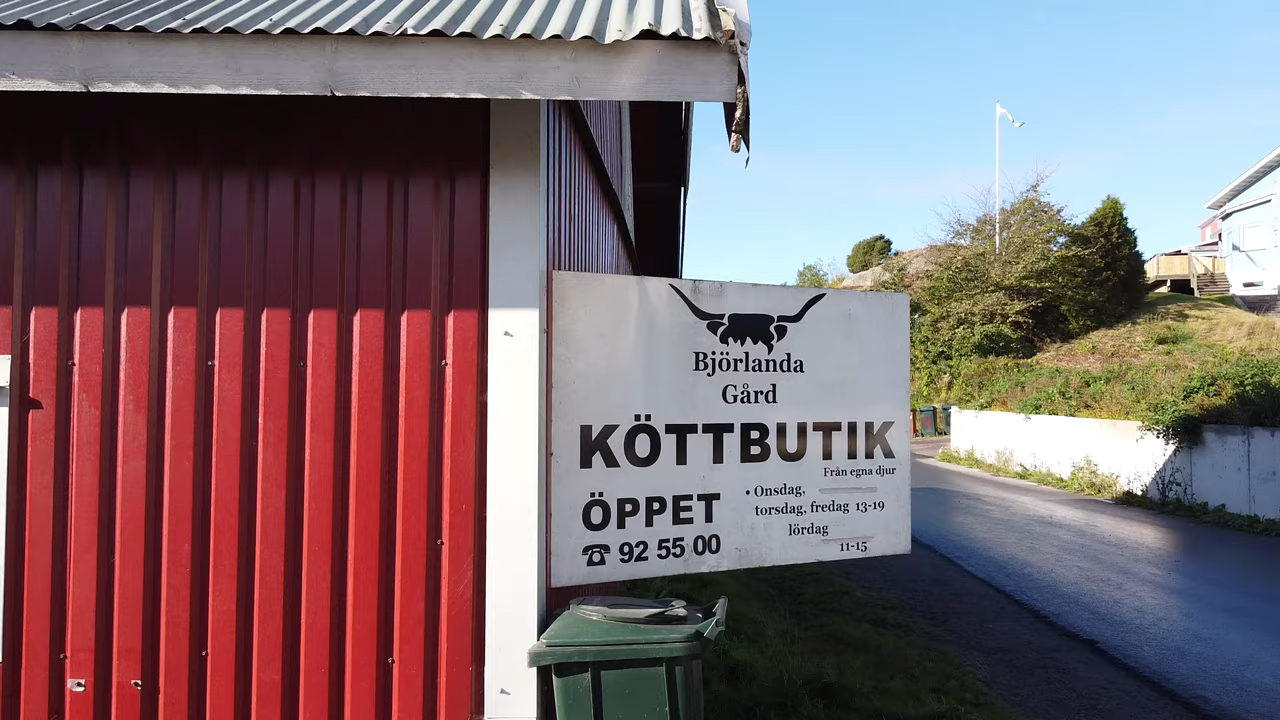 Björlanda
Gård
KÖTTBUTIK
Från egna djur
ÖPPET
☎ 92 55 00
• Onsdag,
torsdag, fredag 13-19
lördag
11-15